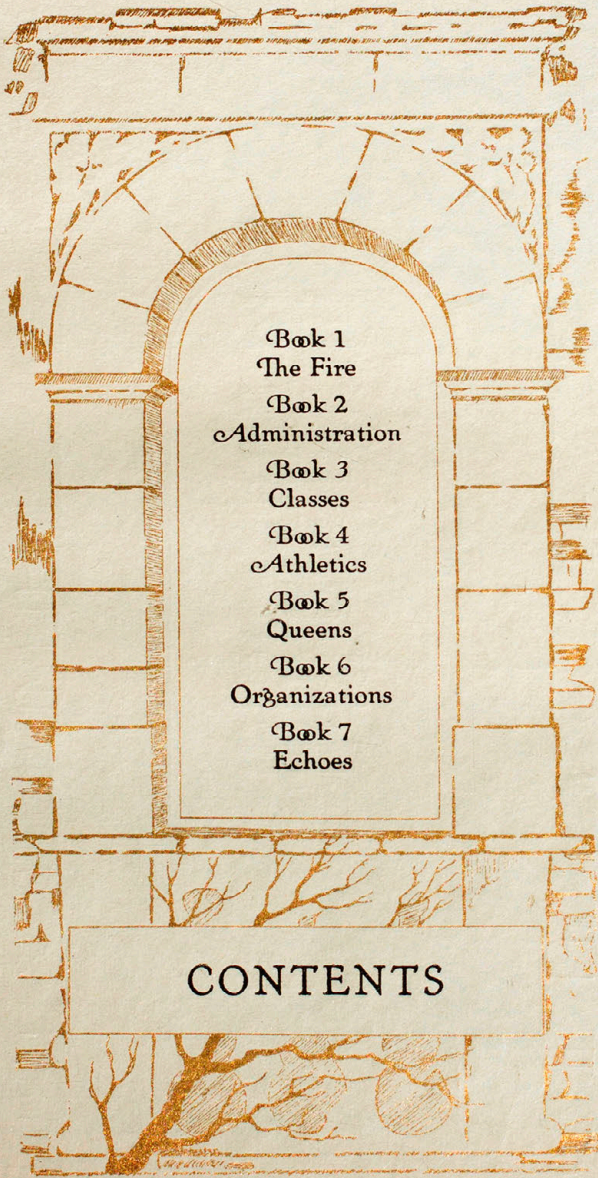 Book 1
The Fire
Book 2
Administration
Book 3
Classes
Book 4
Athletics
Book 5
Queens
Book 6
Organizations
Book 7
Echoes
CONTENTS